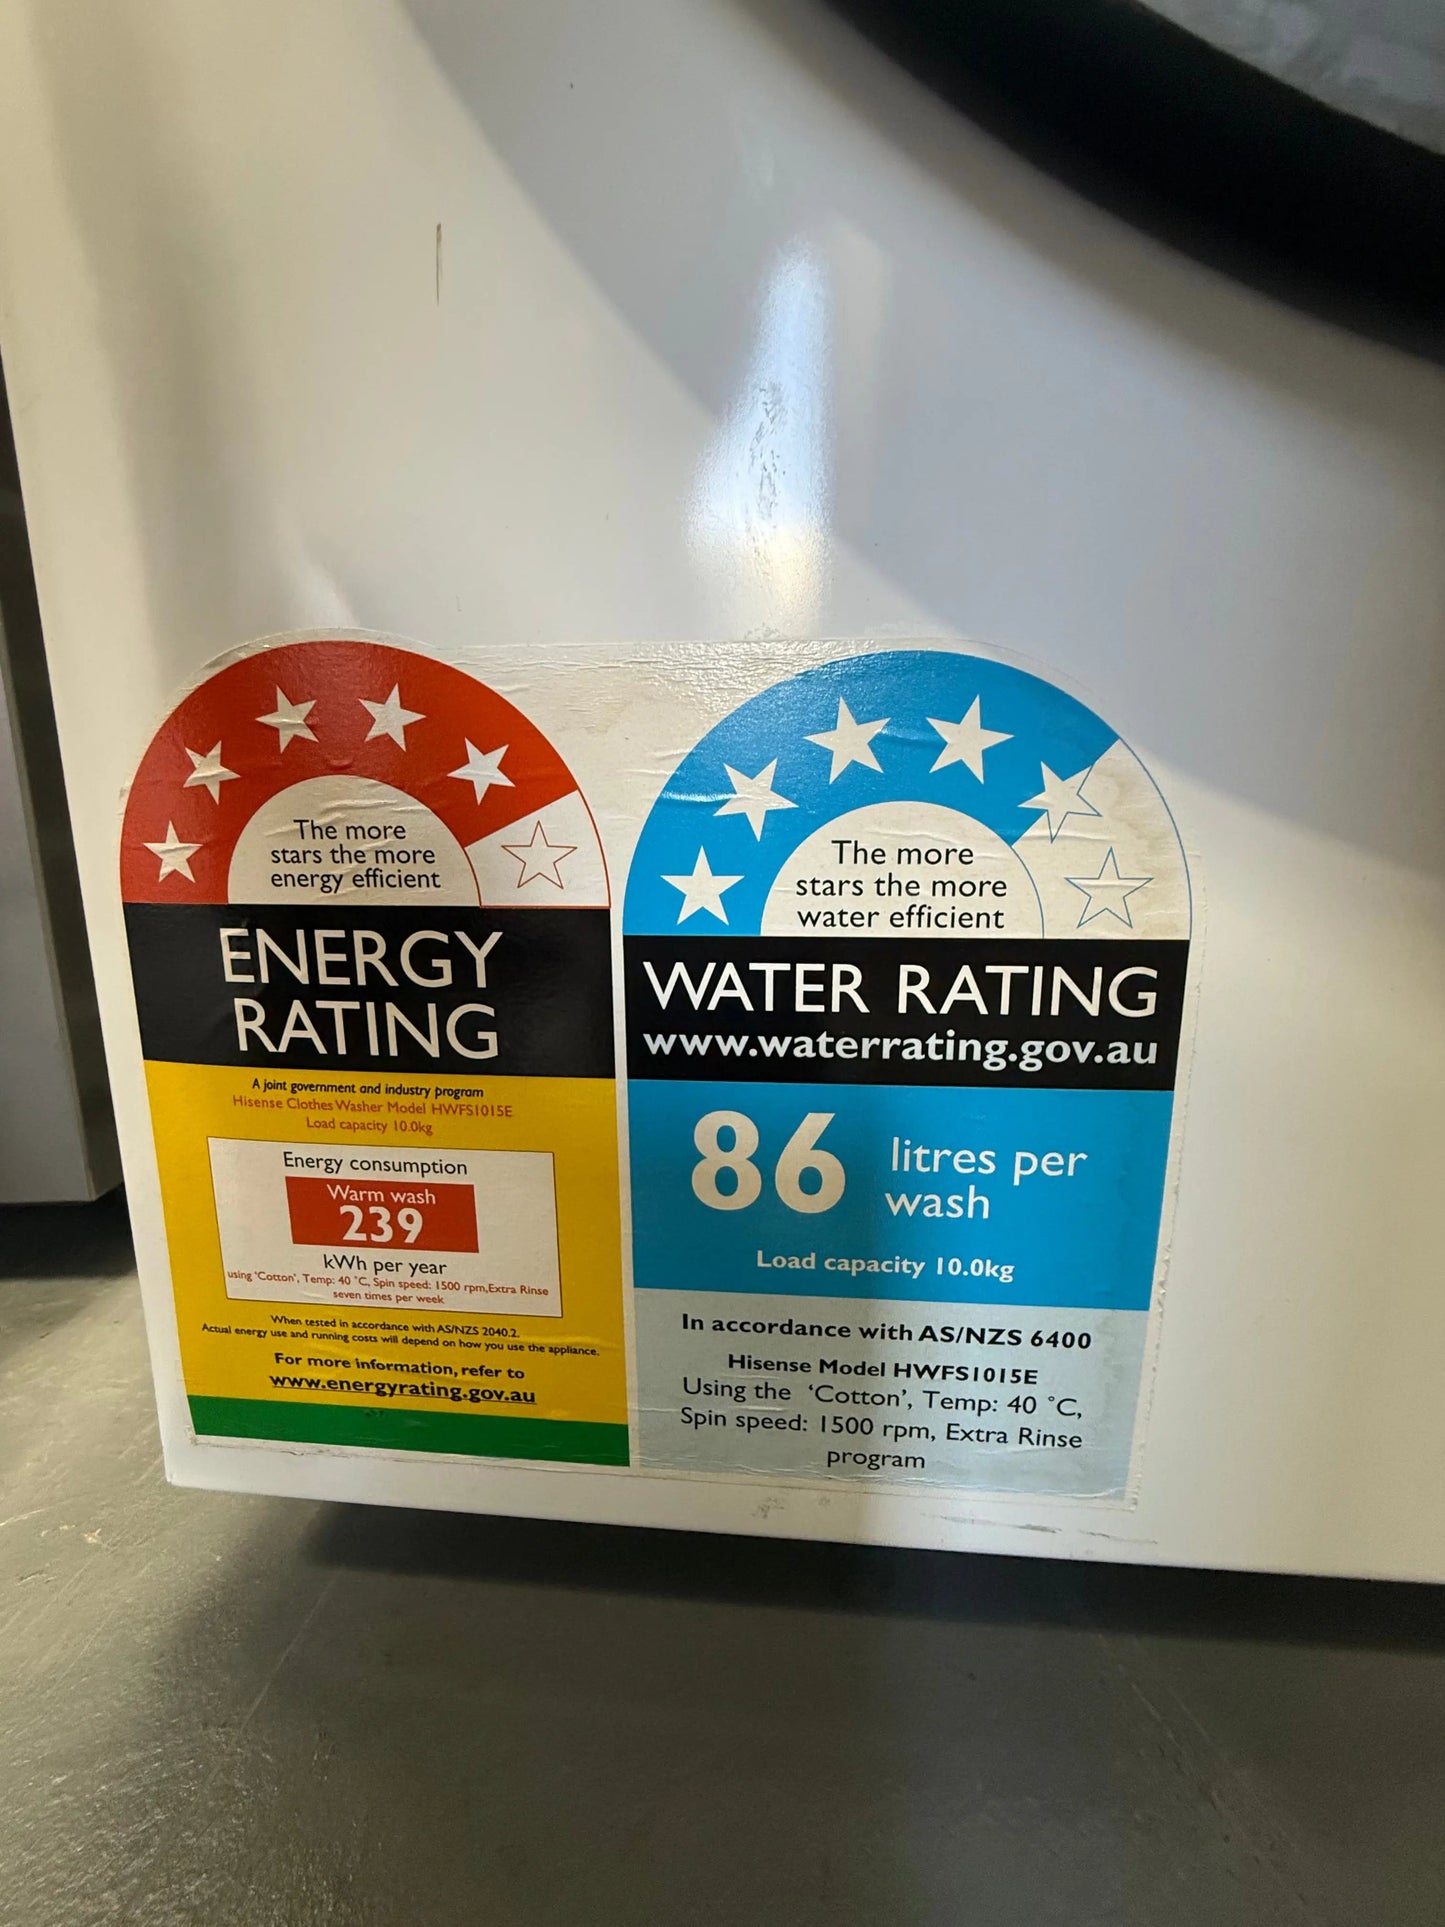 The more
stars the more
energy efficient
ENERGY
RATING
A joint government and industry program
Hisense Clothes Washer Model HWFS1015E
Load capacity 10.0kg
Energy consumption
Warm wash
239
kWh per year
using 'Cotton', Temp: 40 °C, Spin speed: 1500 rpm,Extra Rinse
seven times per week
When tested in accordance with AS/NZS 2040.2.
Actual energy use and running costs will depend on how you use the appliance.
For more information, refer to
www.energyrating.gov.au
The more
stars the more
water efficient
WATER RATING
www.waterrating.gov.au
86 litres per
wash
Load capacity 10.0kg
In accordance with AS/NZS 6400
Hisense Model HWFS1015E
Using the 'Cotton', Temp: 40 °C,
Spin speed: 1500 rpm, Extra Rinse
program